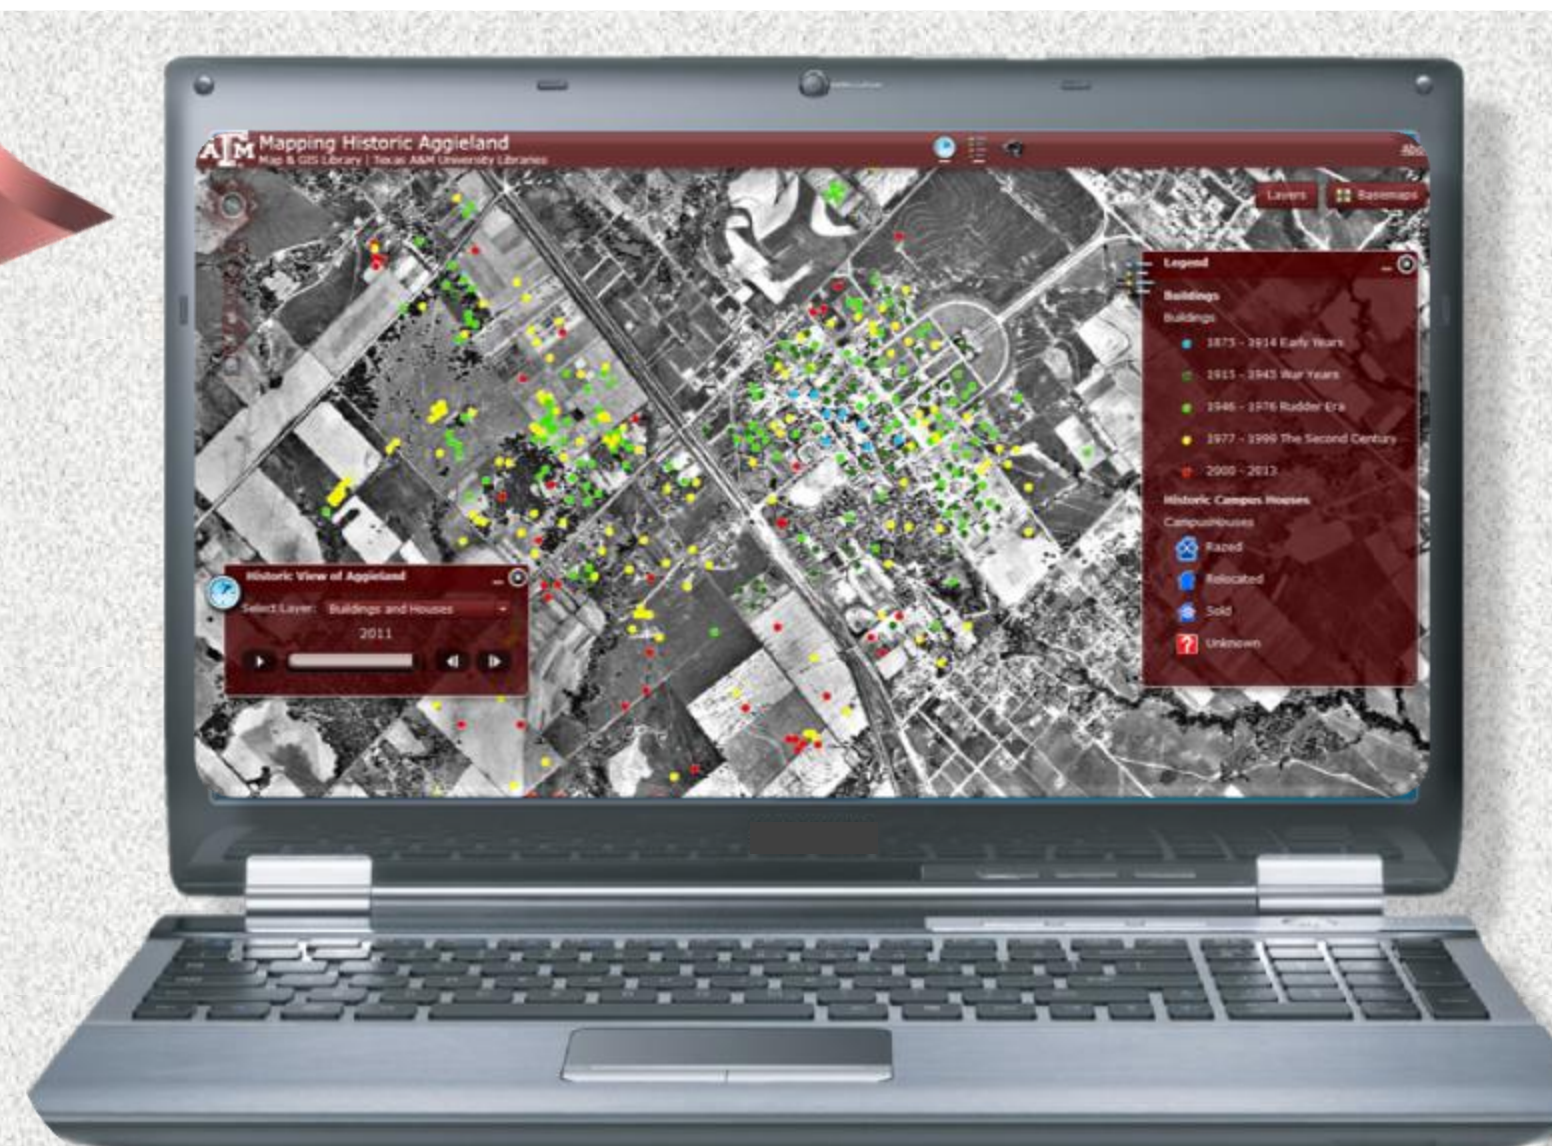 ATM Mapping Historic Aggieland
Map & GIS Library | Texas A&M University Libraries
Layers
Basemaps
Legend
Buildings
Buildings
1873 - 1914 Early Years
1915 - 1945 War Years
1946 - 1976 Rudder Era
1977 - 1999 The Second Century
2000 - 2013
Historic Campus Houses
CampusHouses
Razed
Relocated
Sold
Unknown
Historic View of Aggieland
Select Layer: Buildings and Houses
2011